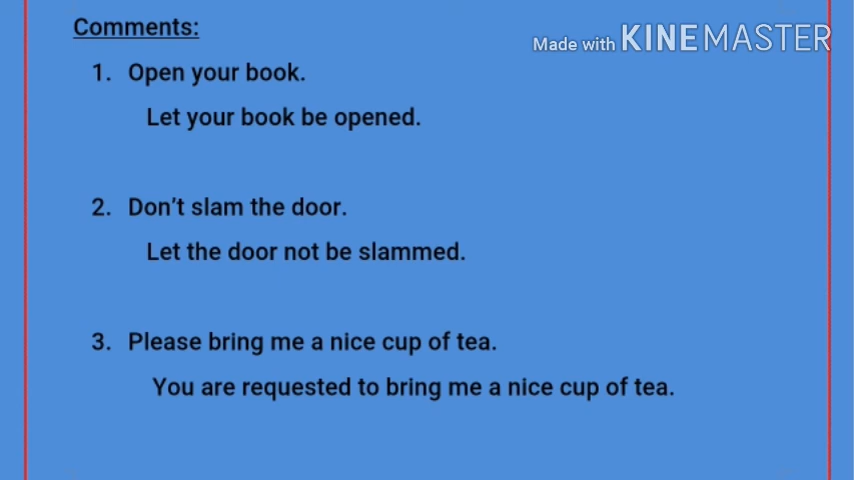 Comments:
Made with KINEMASTER
1. Open your book.
Let your book be opened.
2. Don't slam the door.
Let the door not be slammed.
3. Please bring me a nice cup of tea.
You are requested to bring me a nice cup of tea.